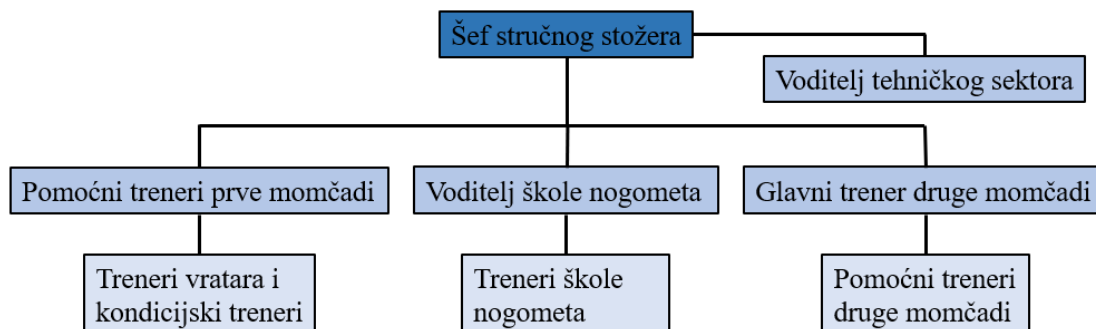 Šef stručnog stožera
Voditelj tehničkog sektora
Pomoćni treneri prve momčadi
Voditelj škole nogometa
Glavni trener druge momčadi
Treneri vratara i
kondicijski treneri
Treneri škole
nogometa
Pomoćni treneri
druge momčadi